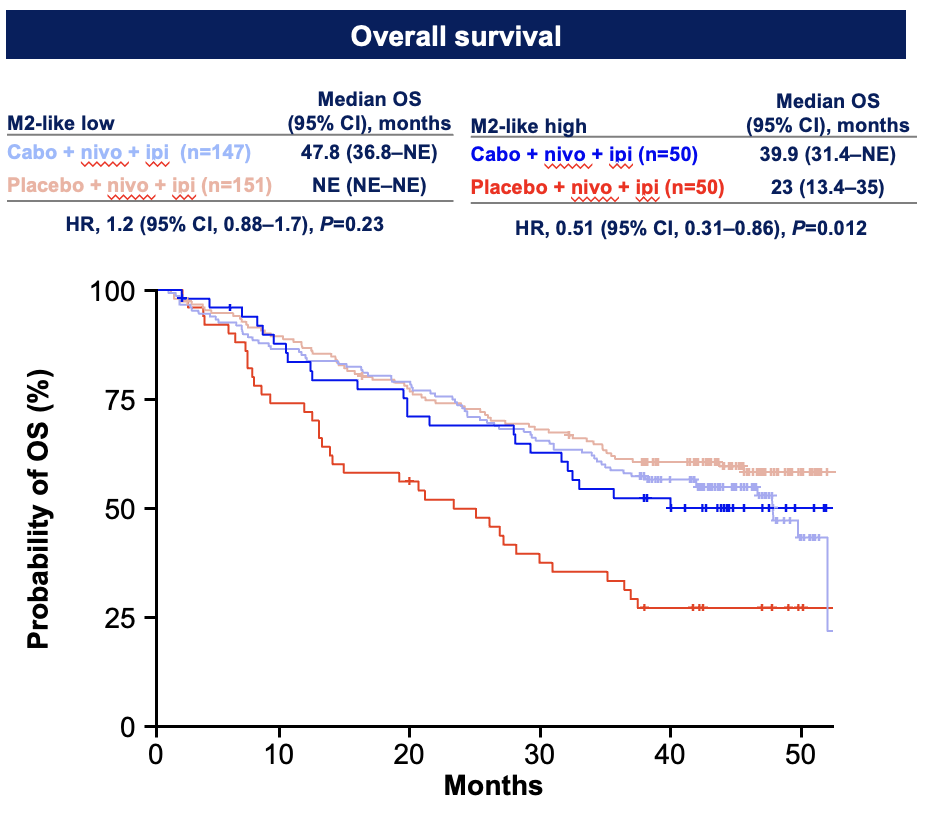 Overall survival
Median OS
M2-like low (95% CI), months
Cabo + nivo + ipi (n=147) 47.8 (36.8–NE)
Placebo + nivo + ipi (n=151) NE (NE–NE)
HR, 1.2 (95% CI, 0.88–1.7), P=0.23
Median OS
M2-like high (95% CI), months
Cabo + nivo + ipi (n=50) 39.9 (31.4–NE)
Placebo + nivo + ipi (n=50) 23 (13.4–35)
HR, 0.51 (95% CI, 0.31–0.86), P=0.012
Probability of OS (%)
100
75
50
25
0
0 10 20 30 40 50
Months